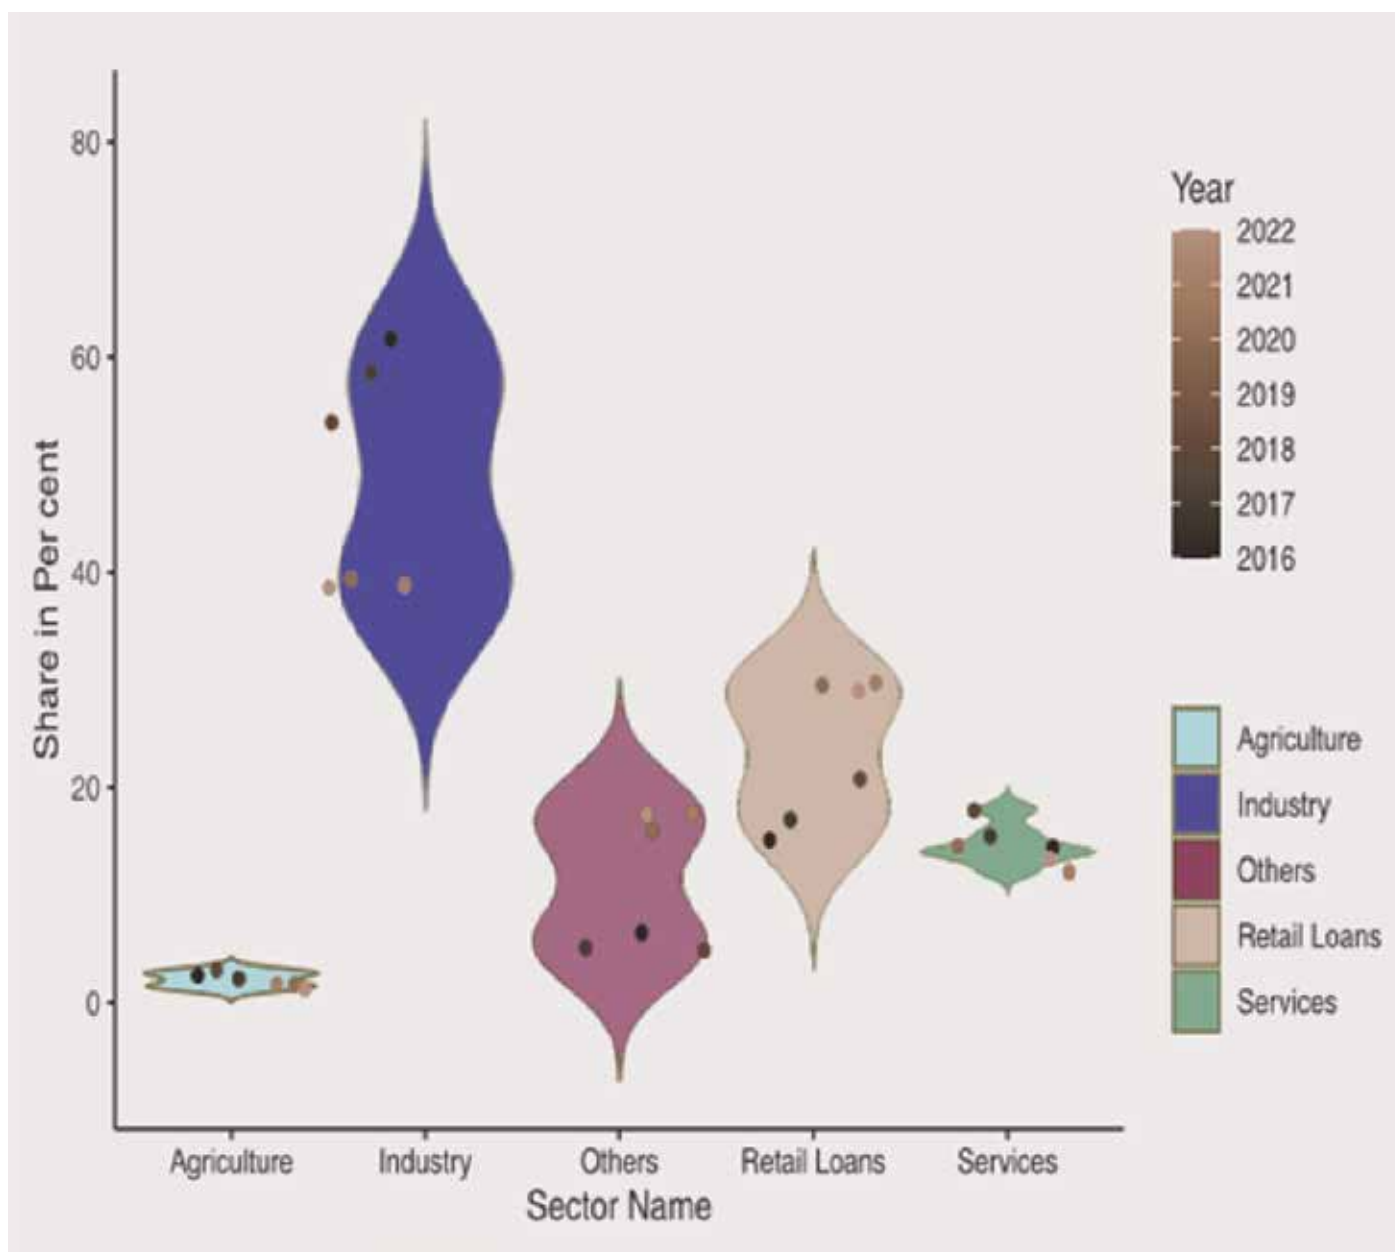 80
60
40
20
0
Share in Per cent
Agriculture
Industry
Others
Retail Loans
Services
Sector Name
Year
2022
2021
2020
2019
2018
2017
2016
Agriculture
Industry
Others
Retail Loans
Services